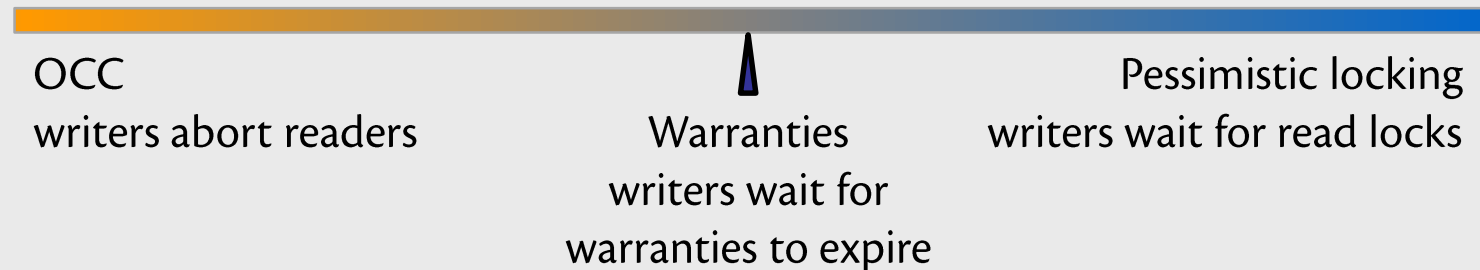 OCC
writers abort readers
Warranties
writers wait for
warranties to expire
Pessimistic locking
writers wait for read locks